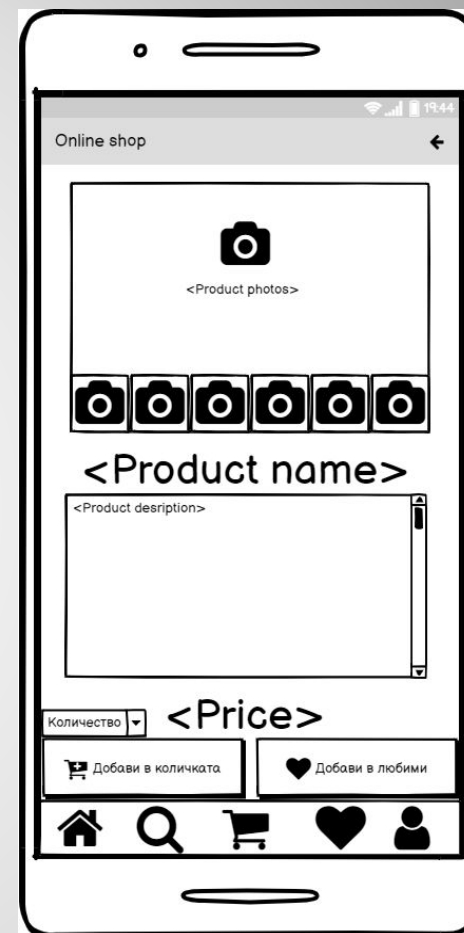 19:44
Online shop
<Product photos>
<Product name>
<Product desription>
<Price>
Количество
Добави в количката
Добави в любими